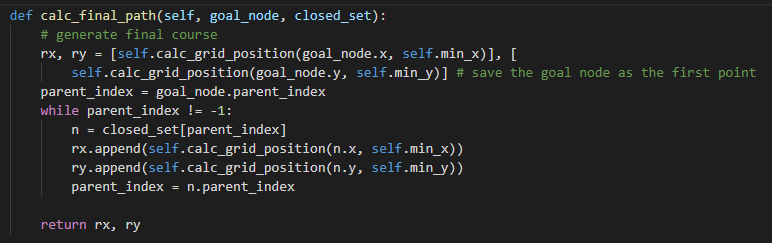 def calc_final_path(self, goal_node, closed_set):
    # generate final course
    rx, ry = [self.calc_grid_position(goal_node.x, self.min_x)], [
        self.calc_grid_position(goal_node.y, self.min_y)] # save the goal node as the first point
    parent_index = goal_node.parent_index
    while parent_index != -1:
        n = closed_set[parent_index]
        rx.append(self.calc_grid_position(n.x, self.min_x))
        ry.append(self.calc_grid_position(n.y, self.min_y))
        parent_index = n.parent_index

    return rx, ry